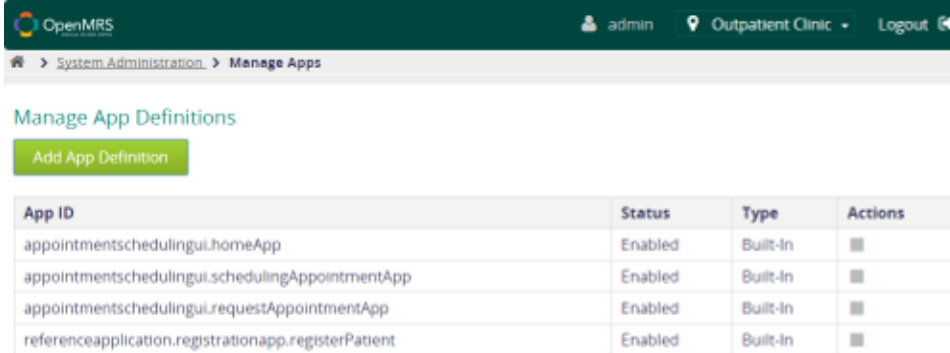 OpenMRS admin Outpatient Clinic Logout
> System Administration > Manage Apps
Manage App Definitions
Add App Definition
App ID Status Type Actions
appointmentschedulingui.homeApp Enabled Built-In
appointmentschedulingui.schedulingAppointmentApp Enabled Built-In
appointmentschedulingui.requestAppointmentApp Enabled Built-In
referenceapplication.registrationapp.registerPatient Enabled Built-In